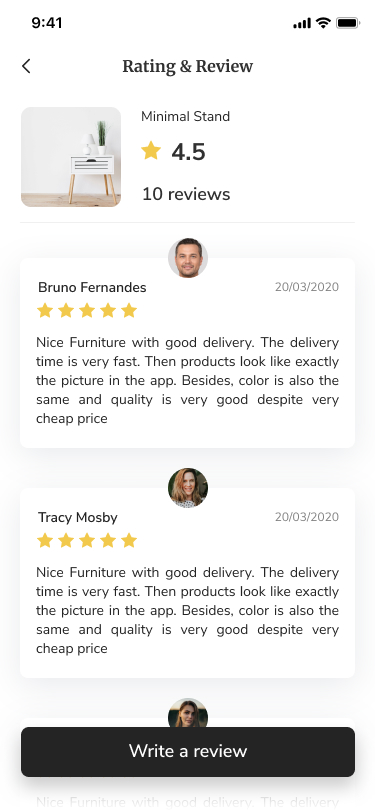 9:41
Rating & Review
Minimal Stand
4.5
10 reviews
Bruno Fernandes
20/03/2020
Nice Furniture with good delivery. The delivery
time is very fast. Then products look like exactly
the picture in the app. Besides, color is also the
same and quality is very good despite very
cheap price
Tracy Mosby
20/03/2020
Nice Furniture with good delivery. The delivery
time is very fast. Then products look like exactly
the picture in the app. Besides, color is also the
same and quality is very good despite very
cheap price
Write a review
Nice Furniture with good delivery. The delivery